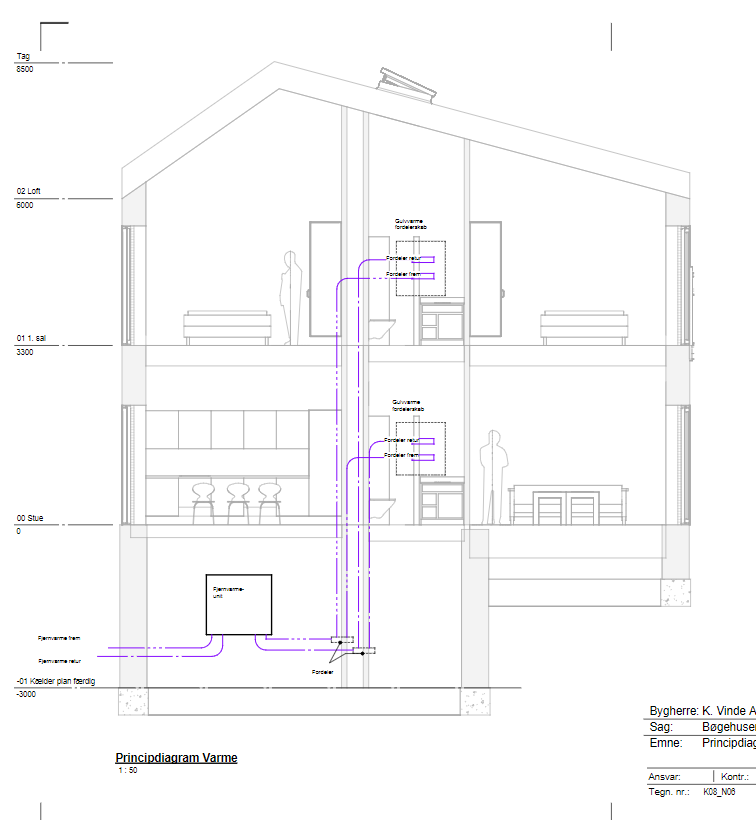 Tag
8500
02 Loft
6000
Gulvvarme
fordelerskab
Fordeler retur
Fordeler frem
01 1. sal
3300
Gulvvarme
fordelerskab
Fordeler retur
Fordeler frem
00 Stue
0
Fjernvarme-
unit
Fjernvarme frem
Fjernvarme retur
Fordeler
-01 Kælder plan færdig
-3000
Bygherre: K. Vinde A
Sag: Bøgehuse
Emne: Principdiag
Principdiagram Varme
1 : 50
Ansvar: Kontr.:
Tegn. nr.: K08_N06